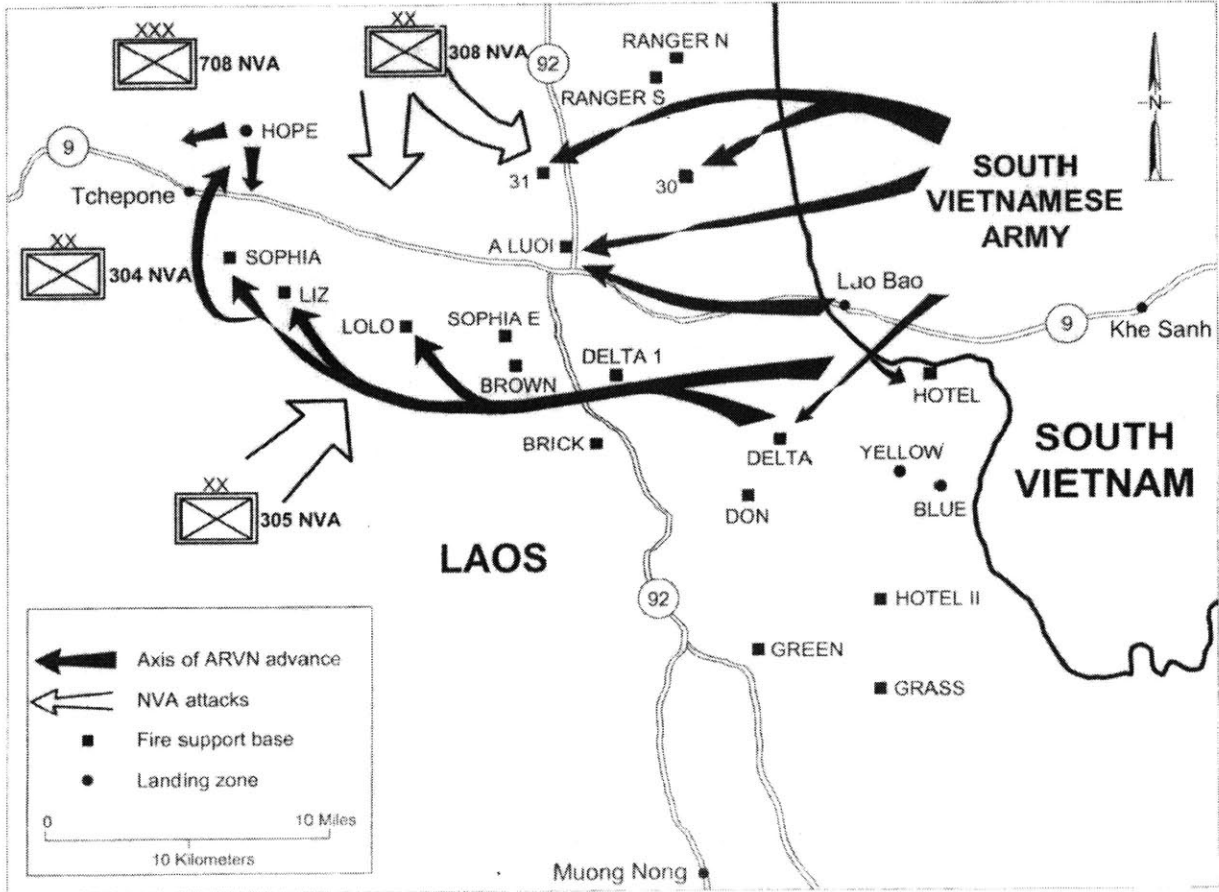 XXX
708 NVA
XX
308 NVA
92
RANGER N
RANGER S
N
HOPE
9
Tchepone
31
30
SOUTH
VIETNAMESE
ARMY
XX
304 NVA
SOPHIA
A LUOI
LIZ
Lao Bao
LOLO
SOPHIA E
9
Khe Sanh
BROWN
DELTA 1
HOTEL
BRICK
DELTA
YELLOW
BLUE
SOUTH
VIETNAM
XX
305 NVA
DON
LAOS
92
HOTEL II
GREEN
GRASS
Axis of ARVN advance
NVA attacks
Fire support base
Landing zone
0
10 Miles
10 Kilometers
Muong Nong